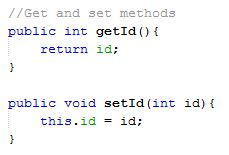 //Get and set methods
public int getId(){
    return id;
}

public void setId(int id){
    this.id = id;
}